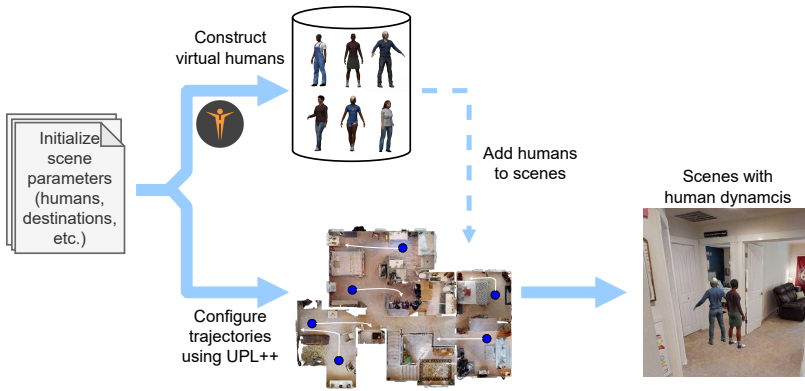 Initialize
scene
parameters
(humans,
destinations,
etc.)
Construct
virtual humans
Add humans
to scenes
Configure
trajectories
using UPL++
Scenes with
human dynamcis